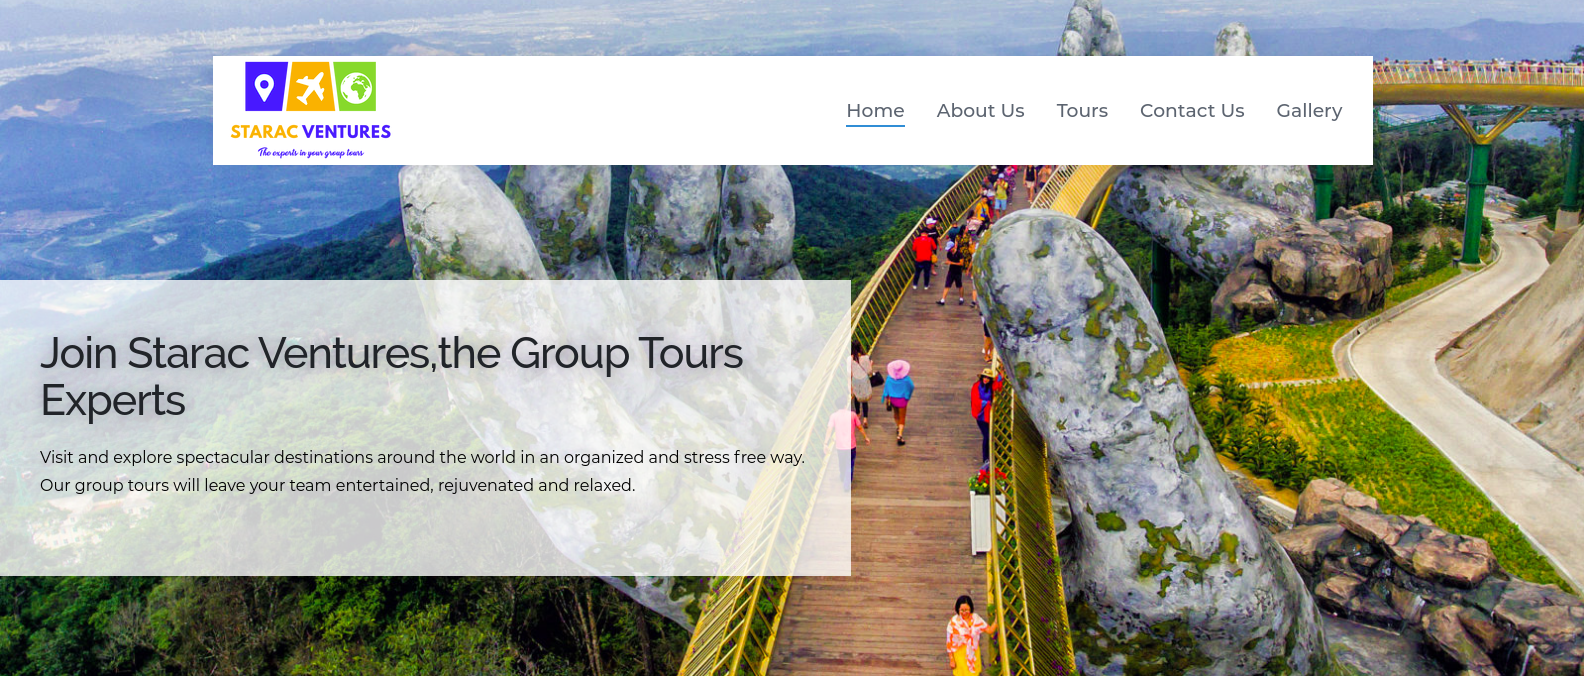 STARAC VENTURES
The experts in your group tours
Home About Us Tours Contact Us Gallery
Join Starac Ventures,the Group Tours
Experts
Visit and explore spectacular destinations around the world in an organized and stress free way.
Our group tours will leave your team entertained, rejuvenated and relaxed.